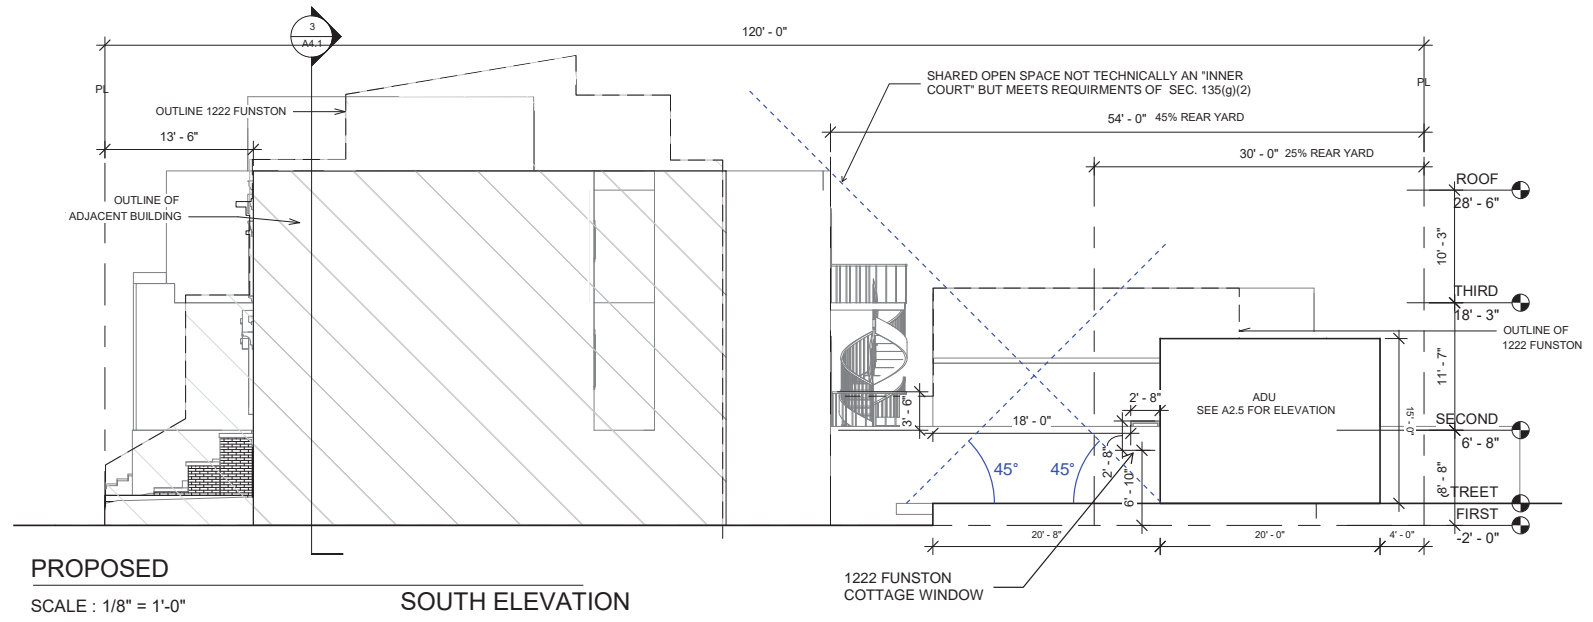 3
A4.1
120' - 0"
PL
PL
SHARED OPEN SPACE NOT TECHNICALLY AN "INNER
COURT" BUT MEETS REQUIRMENTS OF SEC. 135(g)(2)
OUTLINE 1222 FUNSTON
13' - 6"
54' - 0" 45% REAR YARD
30' - 0" 25% REAR YARD
ROOF
28' - 6"
OUTLINE OF
ADJACENT BUILDING
10' - 3"
THIRD
18' - 3"
OUTLINE OF
1222 FUNSTON
11' - 7"
3' - 6"
2' - 8"
ADU
SEE A2.5 FOR ELEVATION
15' - 0"
18' - 0"
SECOND
6' - 8"
45°
45°
2' - 8"
6' - 10"
8' - 8"
TREET
FIRST
-2' - 0"
20' - 8"
20' - 0"
4' - 0"
1222 FUNSTON
COTTAGE WINDOW
PROPOSED
SCALE : 1/8" = 1'-0"
SOUTH ELEVATION